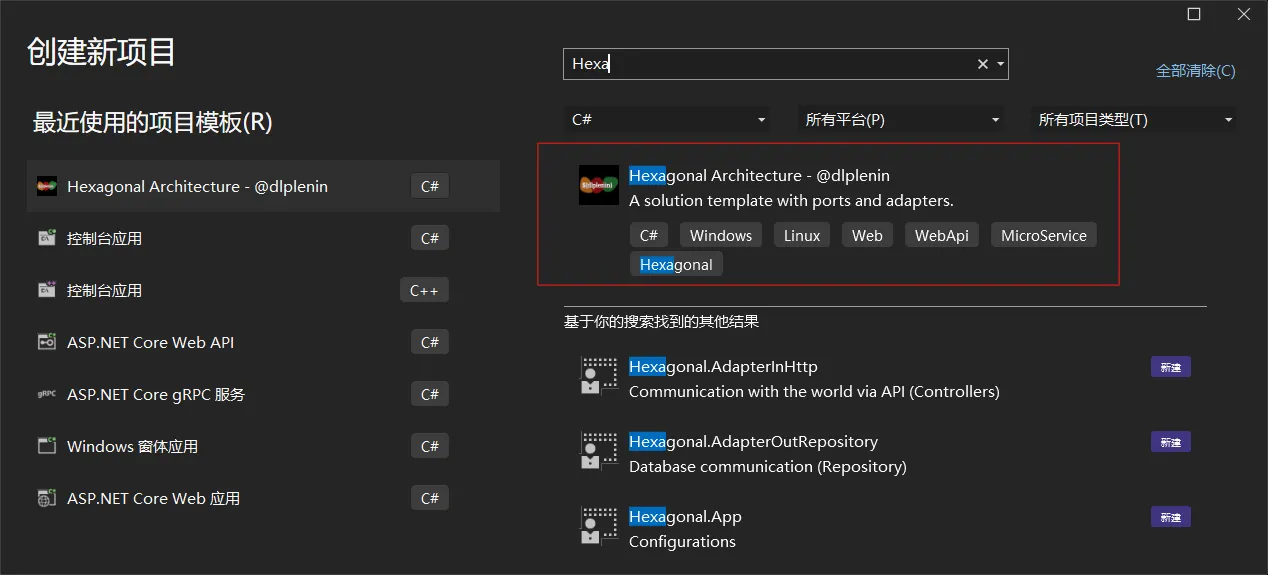 创建新项目
最近使用的项目模板(R)
Hexagonal Architecture - @dlplenin C#
控制台应用 C#
控制台应用 C++
ASP.NET Core Web API C#
gRPC ASP.NET Core gRPC 服务 C#
Windows 窗体应用 C#
ASP.NET Core Web 应用 C#
Hexa
全部清除(C)
C# 所有平台(P) 所有项目类型(T)
Hexagonal Architecture - @dlplenin
A solution template with ports and adapters.
C# Windows Linux Web WebApi MicroService
Hexagonal
基于你的搜索找到的其他结果
Hexagonal.AdapterInHttp 新建
Communication with the world via API (Controllers)
Hexagonal.AdapterOutRepository 新建
Database communication (Repository)
Hexagonal.App 新建
Configurations